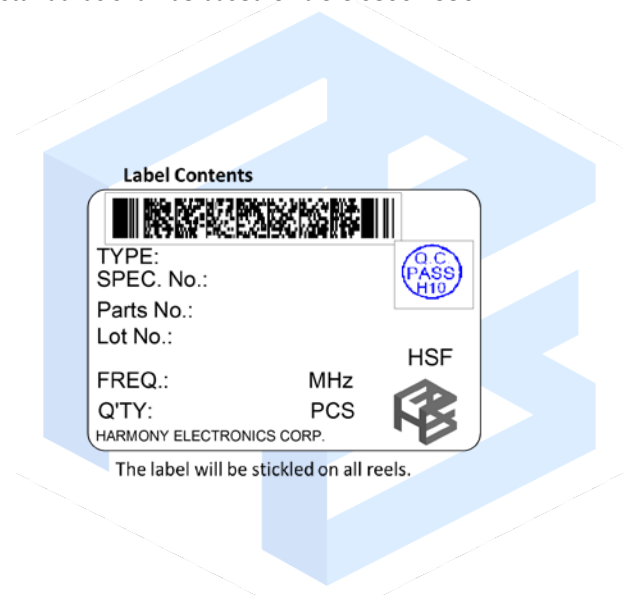 Label Contents
TYPE:
SPEC. No.:
Parts No.:
Lot No.:
FREQ.: MHz
Q'TY: PCS
HARMONY ELECTRONICS CORP.
Q.C.
PASS
H10
HSF
The label will be stickled on all reels.